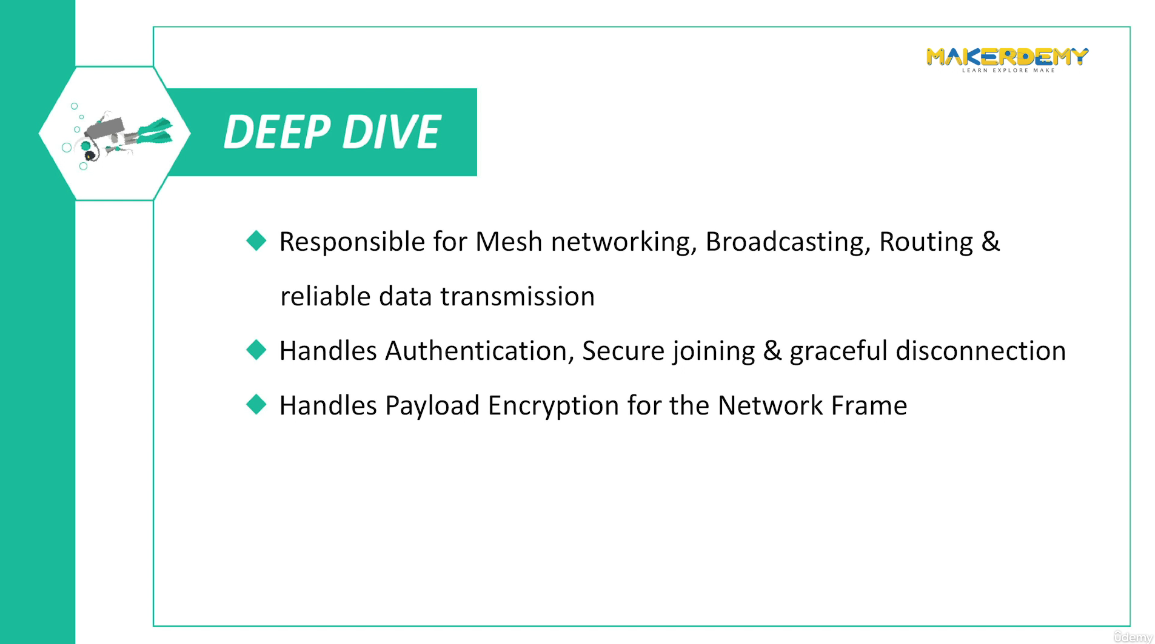 MAKERDEMY
LEARN EXPLORE MAKE
DEEP DIVE
Responsible for Mesh networking, Broadcasting, Routing &
reliable data transmission
Handles Authentication, Secure joining & graceful disconnection
Handles Payload Encryption for the Network Frame
ûdemy